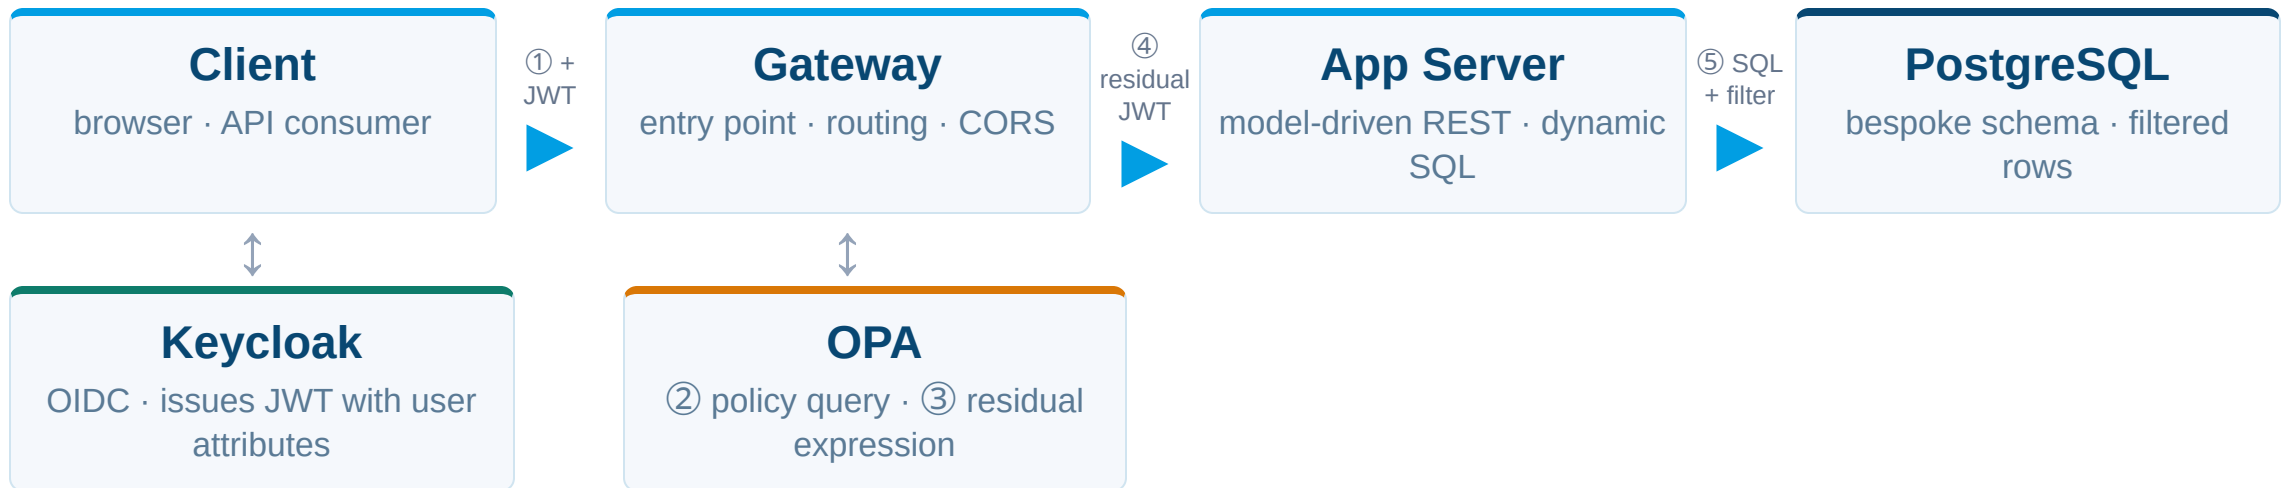 Client
browser · API consumer
① +
JWT
Gateway
entry point · routing · CORS
④
residual
JWT
App Server
model-driven REST · dynamic
SQL
⑤ SQL
+ filter
PostgreSQL
bespoke schema · filtered
rows
Keycloak
OIDC · issues JWT with user
attributes
OPA
② policy query · ③ residual
expression